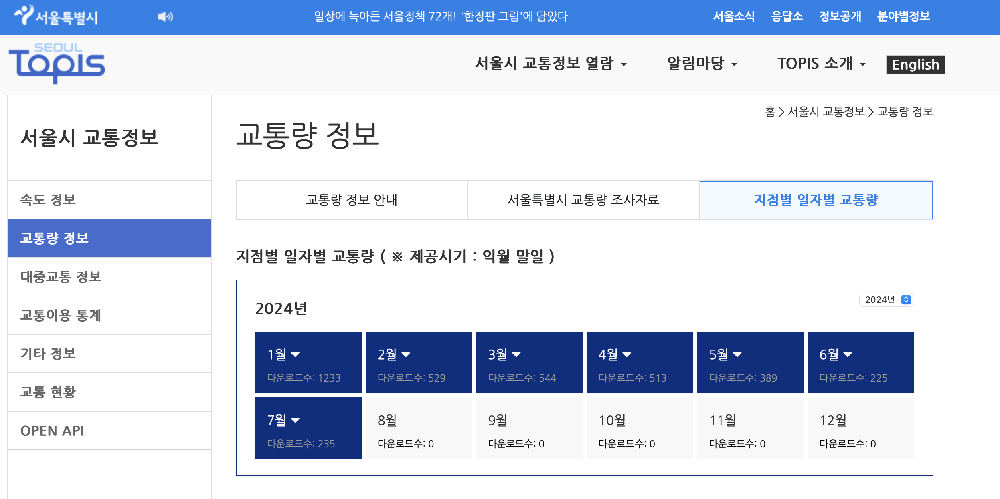 서울특별시
일상에 녹아든 서울정책 72개! '한정판 그림'에 담았다
서울소식 응답소 정보공개 분야별정보
SEOUL
Topis
서울시 교통정보 열람 알림마당 TOPIS 소개 English
홈 > 서울시 교통정보 > 교통량 정보
서울시 교통정보
속도 정보
교통량 정보
대중교통 정보
교통이용 통계
기타 정보
교통 현황
OPEN API
교통량 정보
교통량 정보 안내 서울특별시 교통량 조사자료 지점별 일자별 교통량
지점별 일자별 교통량 ( ※ 제공시기 : 익월 말일 )
2024년
2024년
1월 2월 3월 4월 5월 6월
다운로드수: 1233 다운로드수: 529 다운로드수: 544 다운로드수: 513 다운로드수: 389 다운로드수: 225
7월 8월 9월 10월 11월 12월
다운로드수: 235 다운로드수: 0 다운로드수: 0 다운로드수: 0 다운로드수: 0 다운로드수: 0